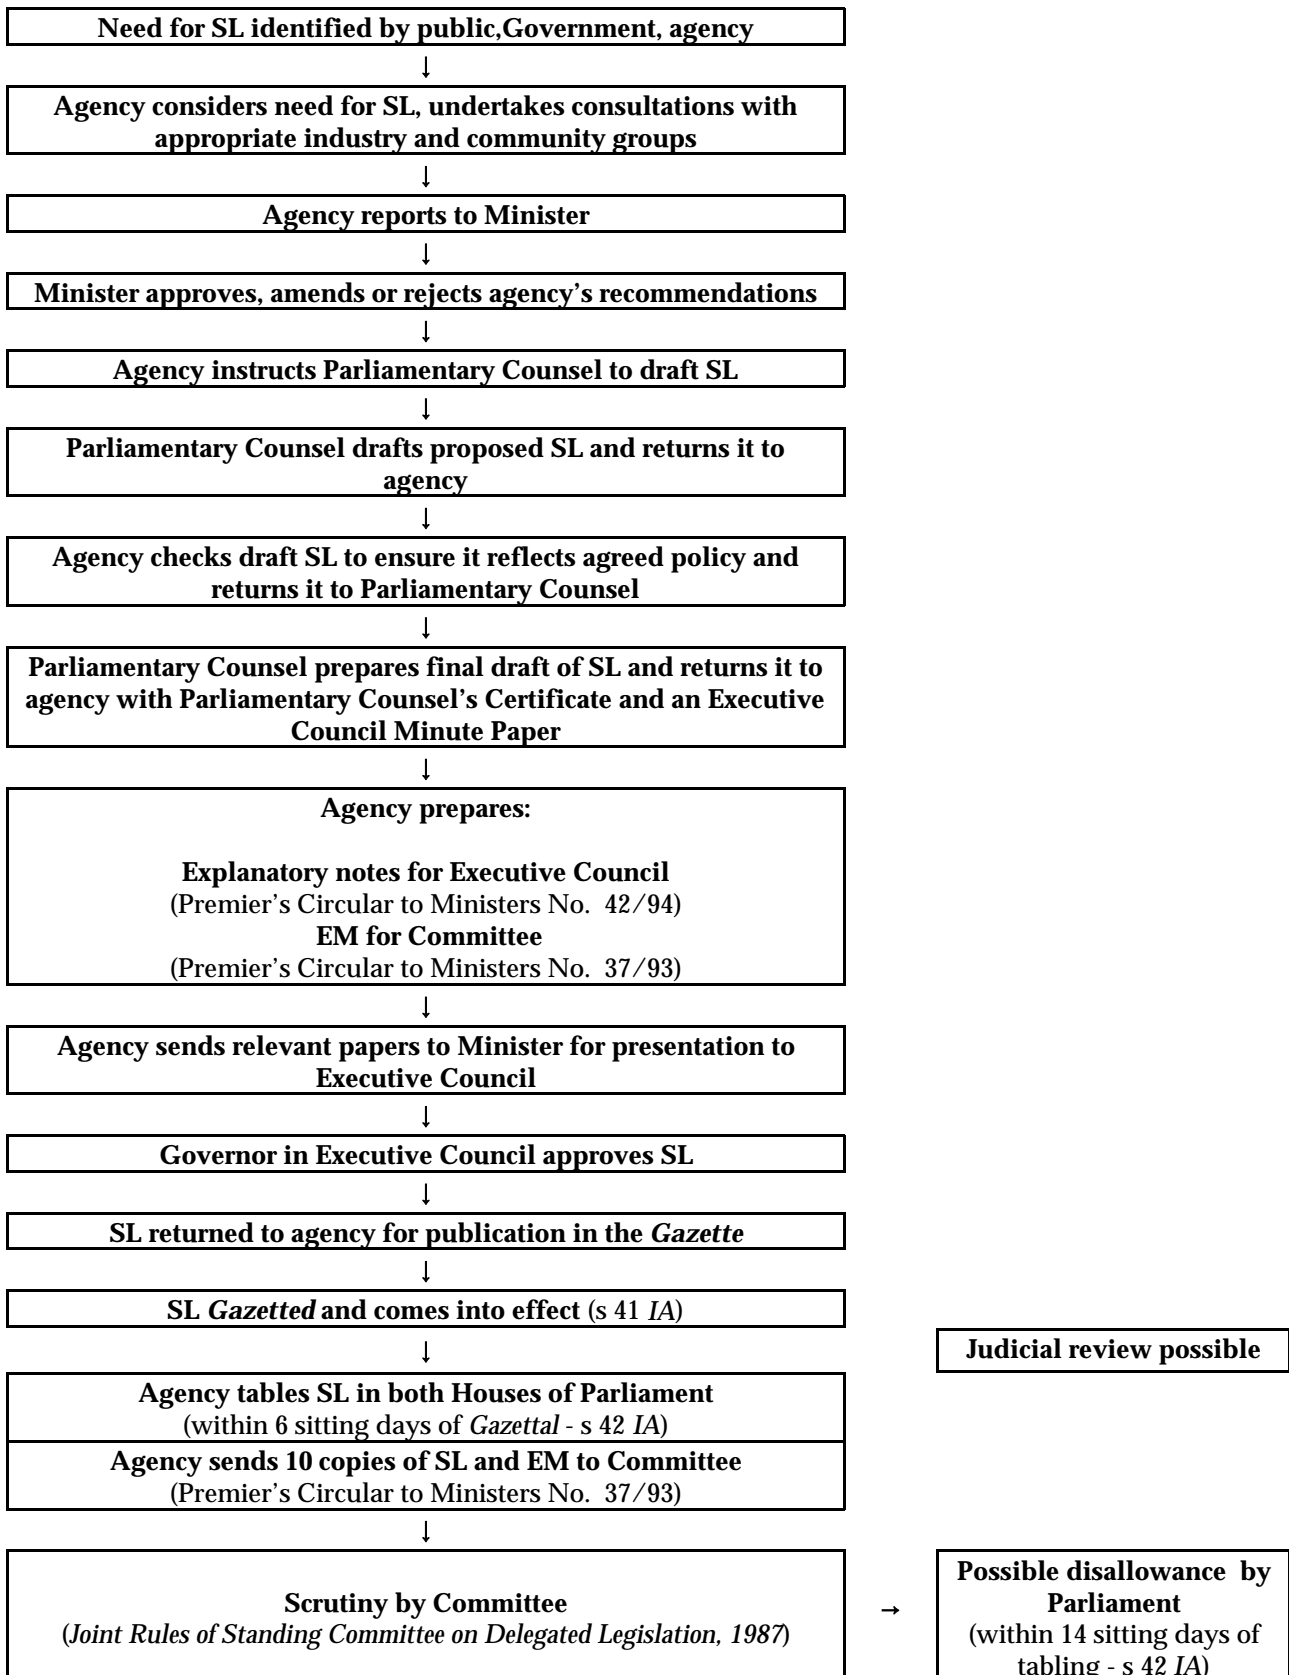 Need for SL identified by public,Government, agency
↓
Agency considers need for SL, undertakes consultations with
appropriate industry and community groups
↓
Agency reports to Minister
↓
Minister approves, amends or rejects agency's recommendations
↓
Agency instructs Parliamentary Counsel to draft SL
↓
Parliamentary Counsel drafts proposed SL and returns it to
agency
↓
Agency checks draft SL to ensure it reflects agreed policy and
returns it to Parliamentary Counsel
↓
Parliamentary Counsel prepares final draft of SL and returns it to
agency with Parliamentary Counsel's Certificate and an Executive
Council Minute Paper
↓
Agency prepares:
Explanatory notes for Executive Council
(Premier's Circular to Ministers No. 42/94)
EM for Committee
(Premier's Circular to Ministers No. 37/93)
↓
Agency sends relevant papers to Minister for presentation to
Executive Council
↓
Governor in Executive Council approves SL
↓
SL returned to agency for publication in the Gazette
↓
SL Gazetted and comes into effect (s 41 IA)
↓
Judicial review possible
Agency tables SL in both Houses of Parliament
(within 6 sitting days of Gazettal - s 42 IA)
Agency sends 10 copies of SL and EM to Committee
(Premier's Circular to Ministers No. 37/93)
↓
Scrutiny by Committee
(Joint Rules of Standing Committee on Delegated Legislation, 1987)
→
Possible disallowance by
Parliament
(within 14 sitting days of
tabling - s 42 IA)